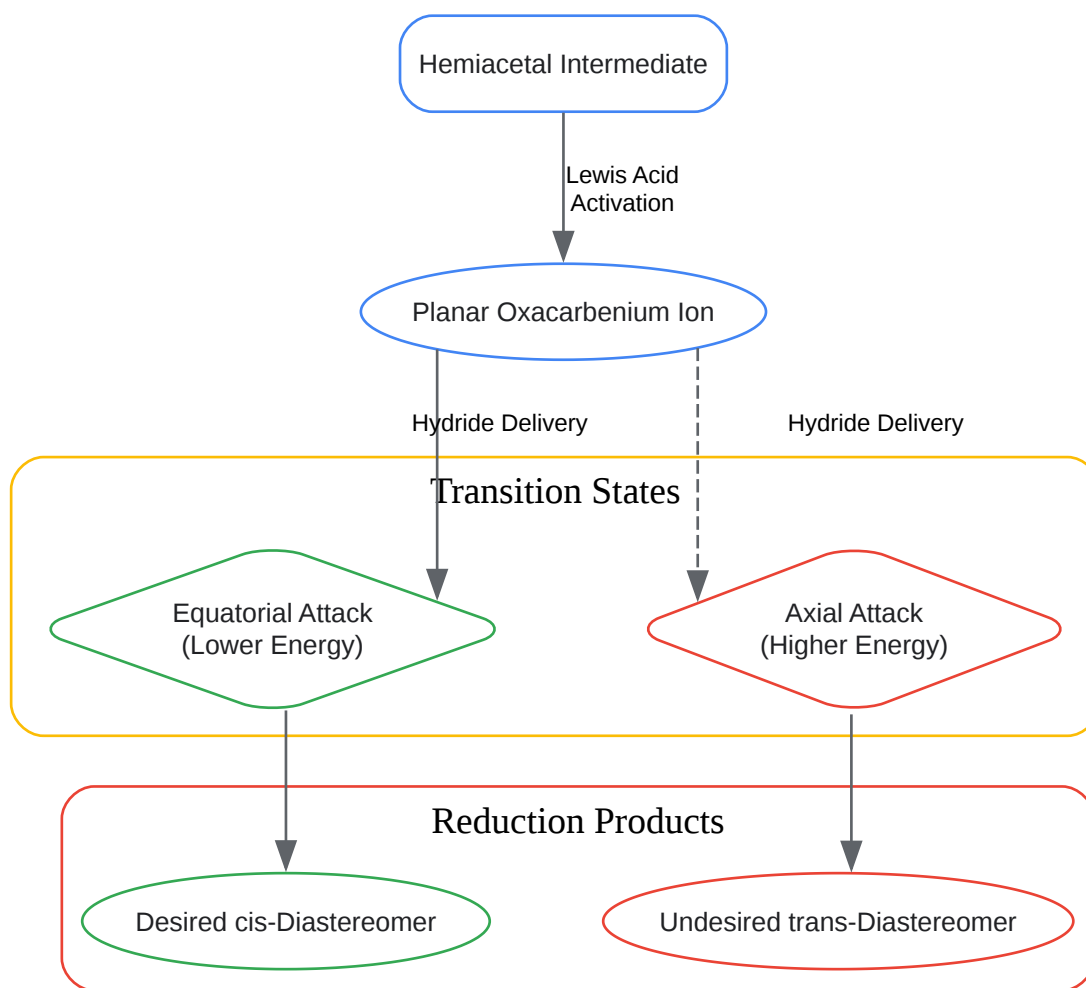 Hemiacetal Intermediate
Lewis Acid
Activation
Planar Oxacarbenium Ion
Hydride Delivery
Hydride Delivery
Transition States
Equatorial Attack
(Lower Energy)
Axial Attack
(Higher Energy)
Reduction Products
Desired cis-Diastereomer
Undesired trans-Diastereomer